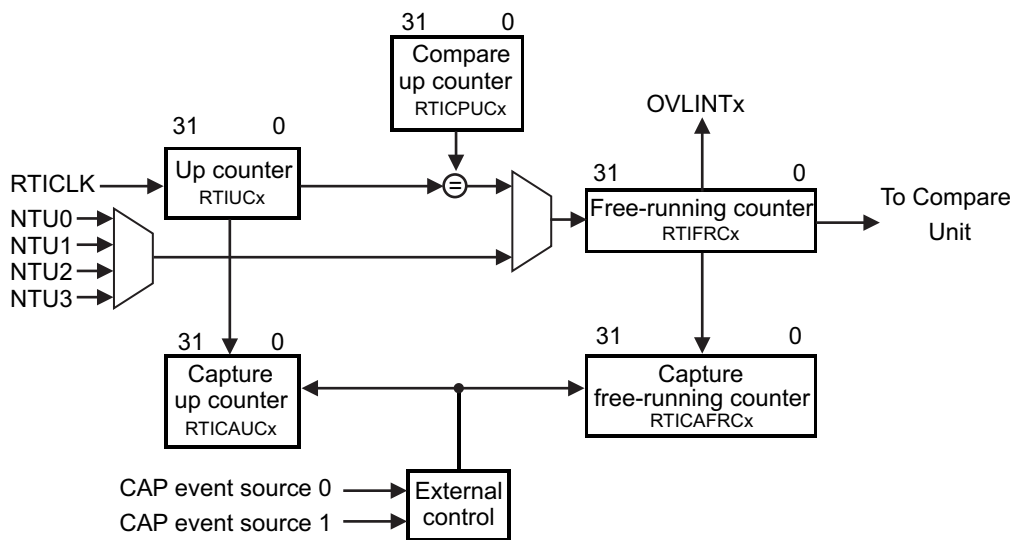 31 0
Compare
up counter
RTICPUCx
OVLINTx
31 0
Up counter
RTIUCx
RTICLK
=
31 0
Free-running counter
RTIFRCx
To Compare
Unit
NTU0
NTU1
NTU2
NTU3
31 0
Capture
up counter
RTICAUCx
31 0
Capture
free-running counter
RTICAFRCx
CAP event source 0
CAP event source 1
External
control